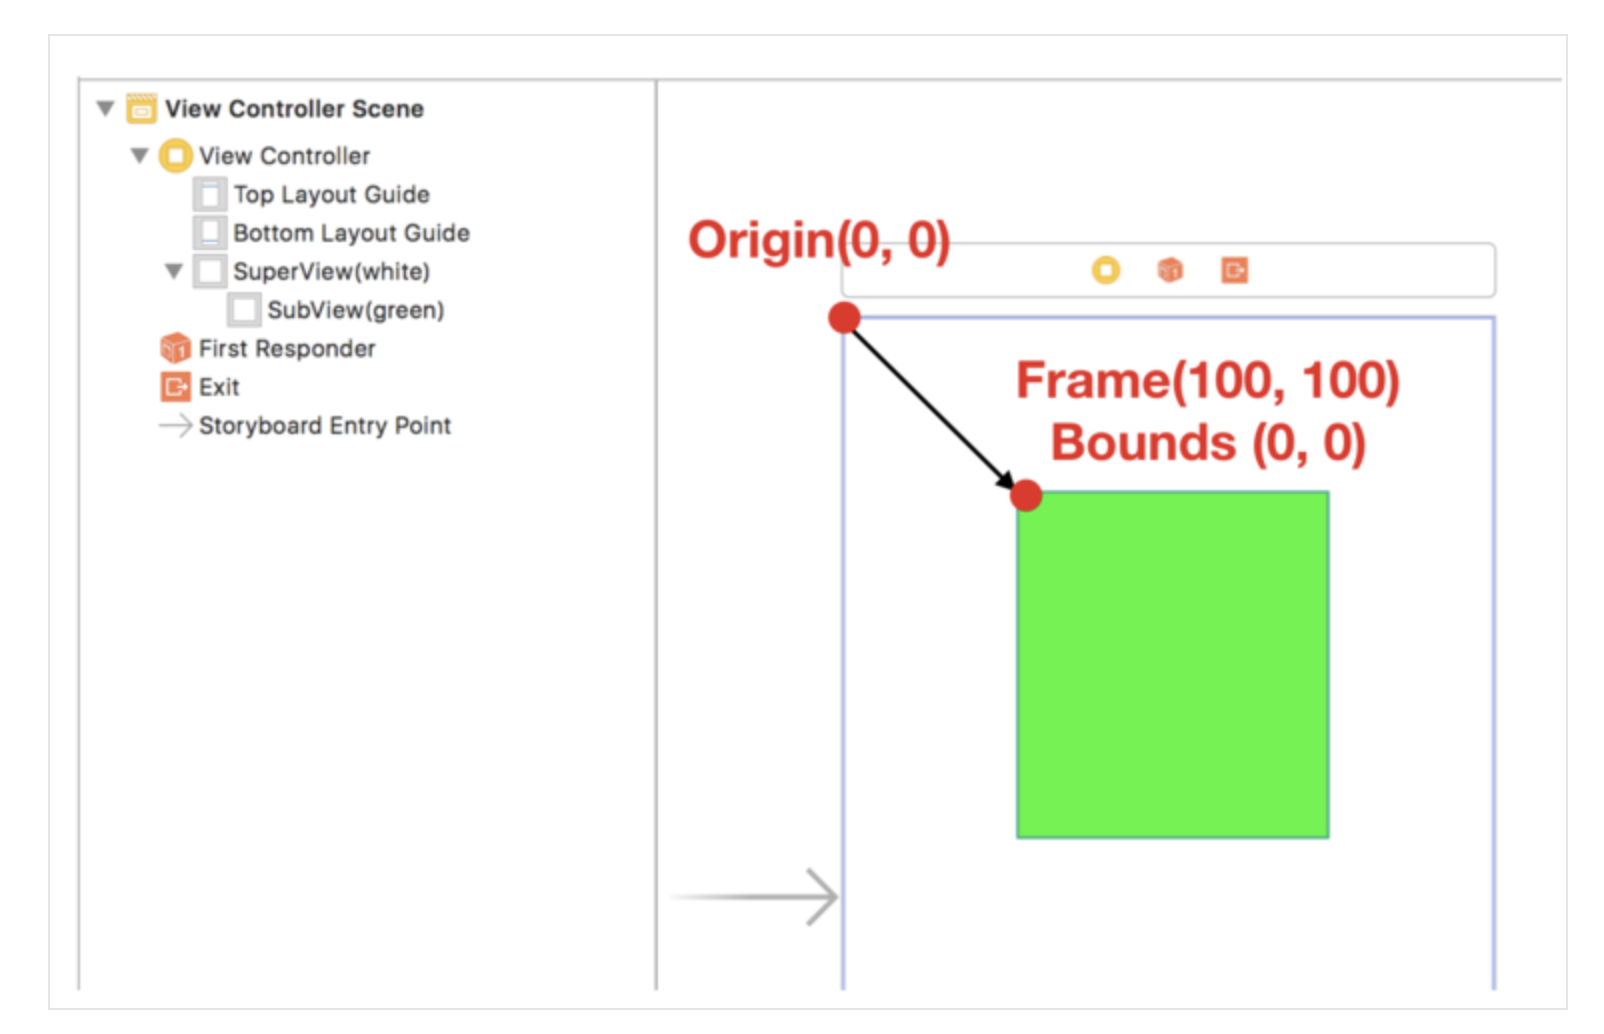 View Controller Scene
View Controller
Top Layout Guide
Bottom Layout Guide
SuperView(white)
SubView(green)
First Responder
Exit
Storyboard Entry Point
Origin(0, 0)
Frame(100, 100)
Bounds (0, 0)